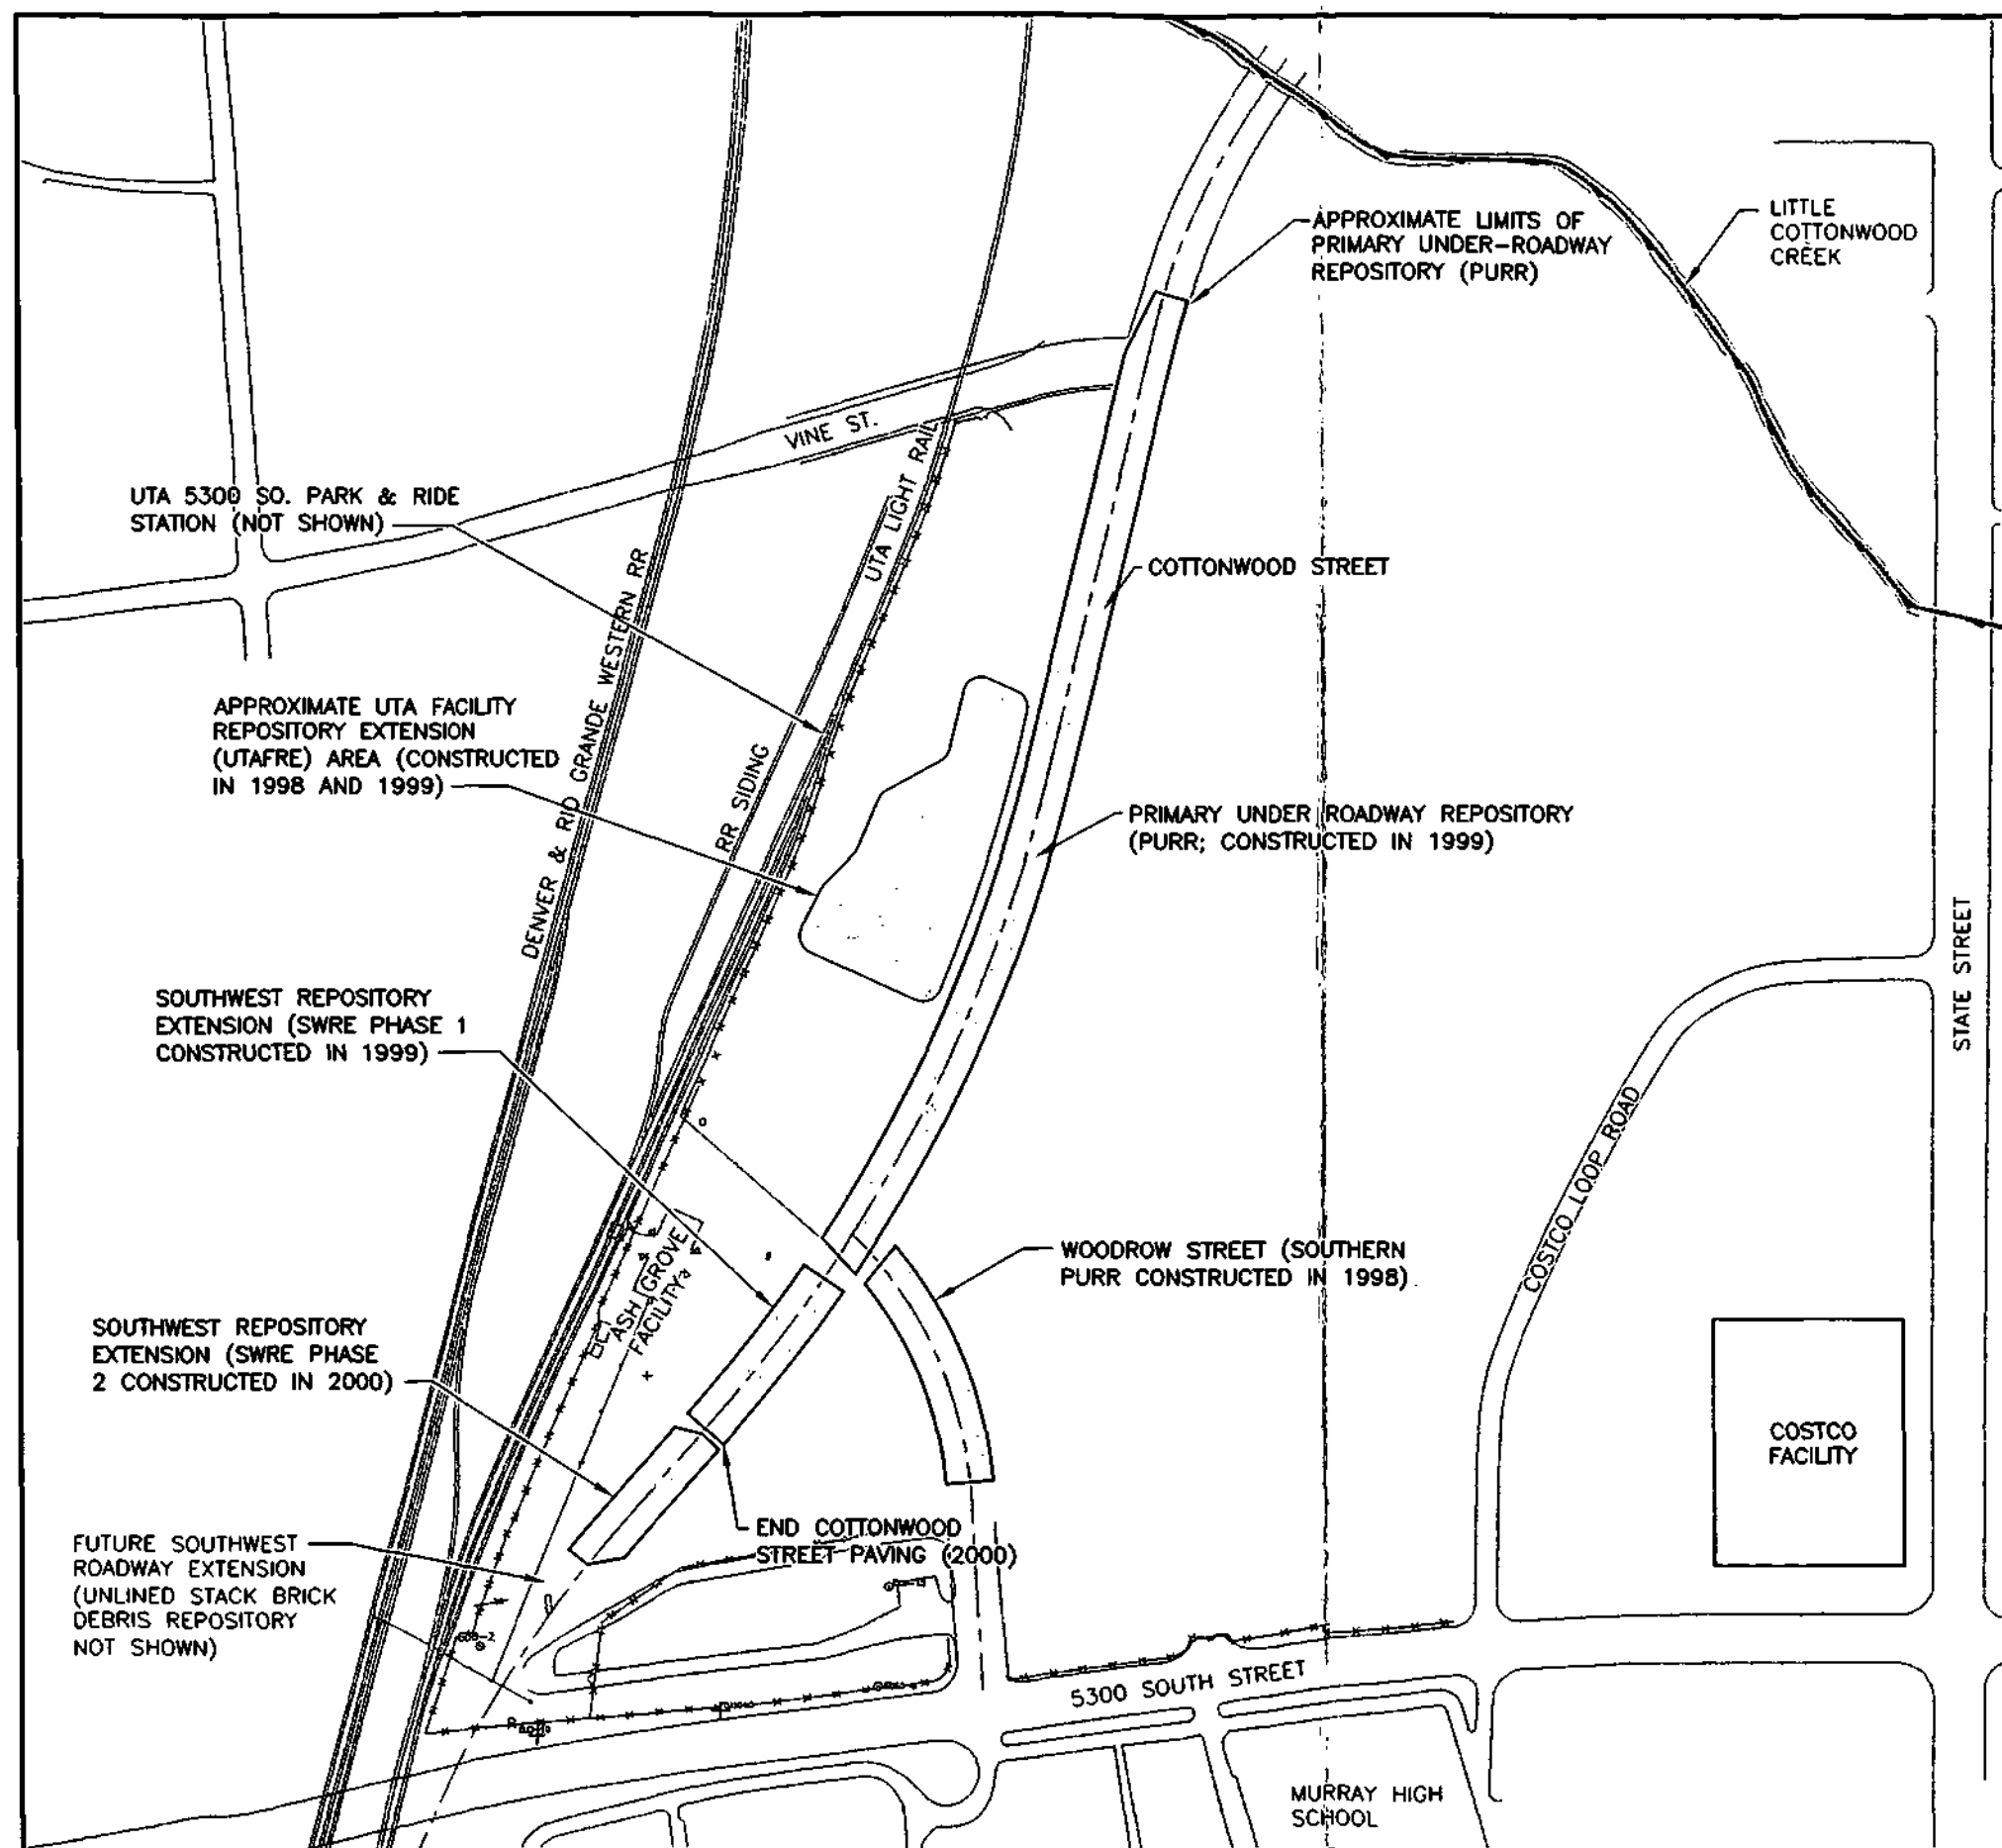 APPROXIMATE LIMITS OF
PRIMARY UNDER-ROADWAY
REPOSITORY (PURR)
LITTLE
COTTONWOOD
CREEK
VINE ST.
UTA LIGHT RAIL
UTA 5300 SO. PARK & RIDE
STATION (NOT SHOWN)
COTTONWOOD STREET
DENVER & RIO GRANDE WESTERN RR
RR SIDING
APPROXIMATE UTA FACILITY
REPOSITORY EXTENSION
(UTAFRE) AREA (CONSTRUCTED
IN 1998 AND 1999)
PRIMARY UNDER ROADWAY REPOSITORY
(PURR; CONSTRUCTED IN 1999)
STATE STREET
SOUTHWEST REPOSITORY
EXTENSION (SWRE PHASE 1
CONSTRUCTED IN 1999)
COSTCO LOOP ROAD
WOODROW STREET (SOUTHERN
PURR CONSTRUCTED IN 1998)
ASH GROVE
FACILITY
SOUTHWEST REPOSITORY
EXTENSION (SWRE PHASE
2 CONSTRUCTED IN 2000)
COSTCO
FACILITY
END COTTONWOOD
STREET PAVING (2000)
FUTURE SOUTHWEST
ROADWAY EXTENSION
(UNLINED STACK BRICK
DEBRIS REPOSITORY
NOT SHOWN)
5300 SOUTH STREET
MURRAY HIGH
SCHOOL